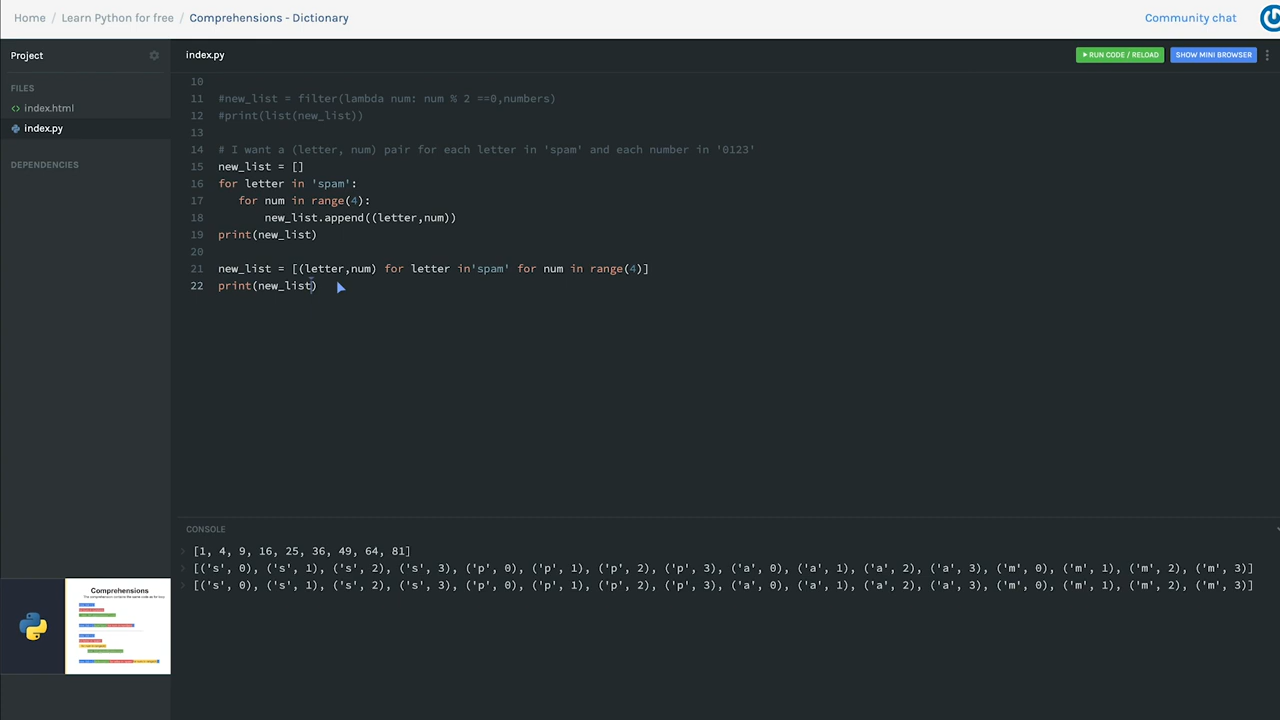 Home / Learn Python for free / Comprehensions - Dictionary
Community chat
Project
index.py
▶ RUN CODE / RELOAD
SHOW MINI BROWSER
FILES
<> index.html
index.py
DEPENDENCIES
10
11 #new_list = filter(lambda num: num % 2 ==0,numbers)
12 #print(list(new_list))
13
14 # I want a (letter, num) pair for each letter in 'spam' and each number in '0123'
15 new_list = []
16 for letter in 'spam':
17    for num in range(4):
18        new_list.append((letter,num))
19 print(new_list)
20
21 new_list = [(letter,num) for letter in'spam' for num in range(4)]
22 print(new_list)
CONSOLE
[1, 4, 9, 16, 25, 36, 49, 64, 81]
[('s', 0), ('s', 1), ('s', 2), ('s', 3), ('p', 0), ('p', 1), ('p', 2), ('p', 3), ('a', 0), ('a', 1), ('a', 2), ('a', 3), ('m', 0), ('m', 1), ('m', 2), ('m', 3)]
[('s', 0), ('s', 1), ('s', 2), ('s', 3), ('p', 0), ('p', 1), ('p', 2), ('p', 3), ('a', 0), ('a', 1), ('a', 2), ('a', 3), ('m', 0), ('m', 1), ('m', 2), ('m', 3)]
Comprehensions